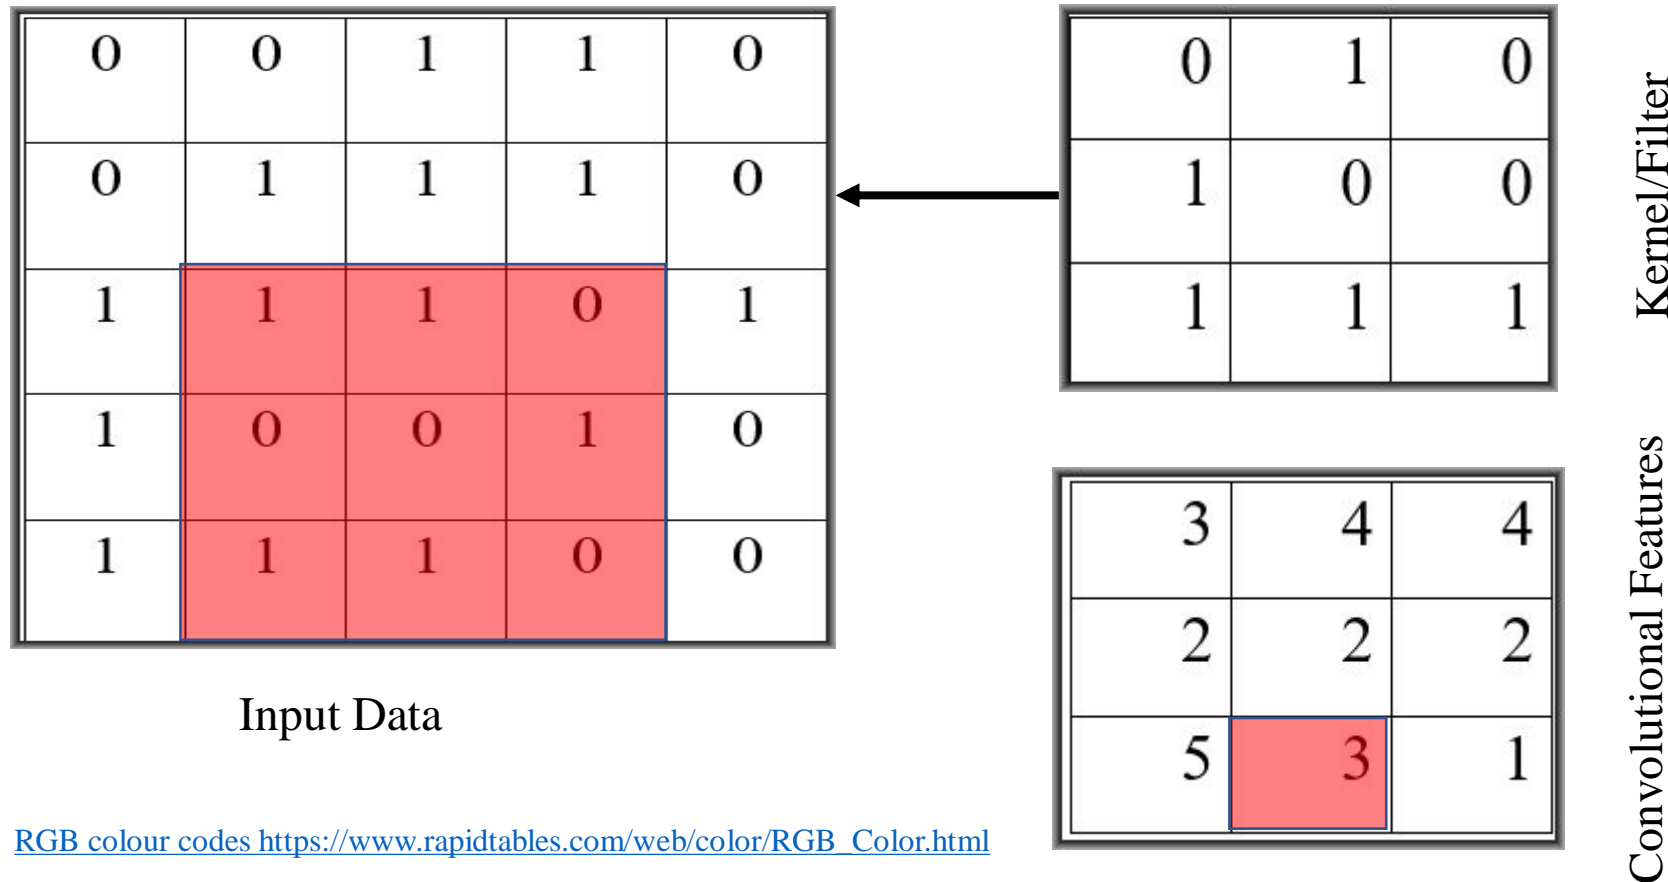 0 0 1 1 0
0 1 1 1 0
1 1 1 0 1
1 0 0 1 0
1 1 1 0 0
Input Data
0 1 0
1 0 0
1 1 1
Kernel/Filter
3 4 4
2 2 2
5 3 1
Convolutional Features
RGB colour codes https://www.rapidtables.com/web/color/RGB_Color.html